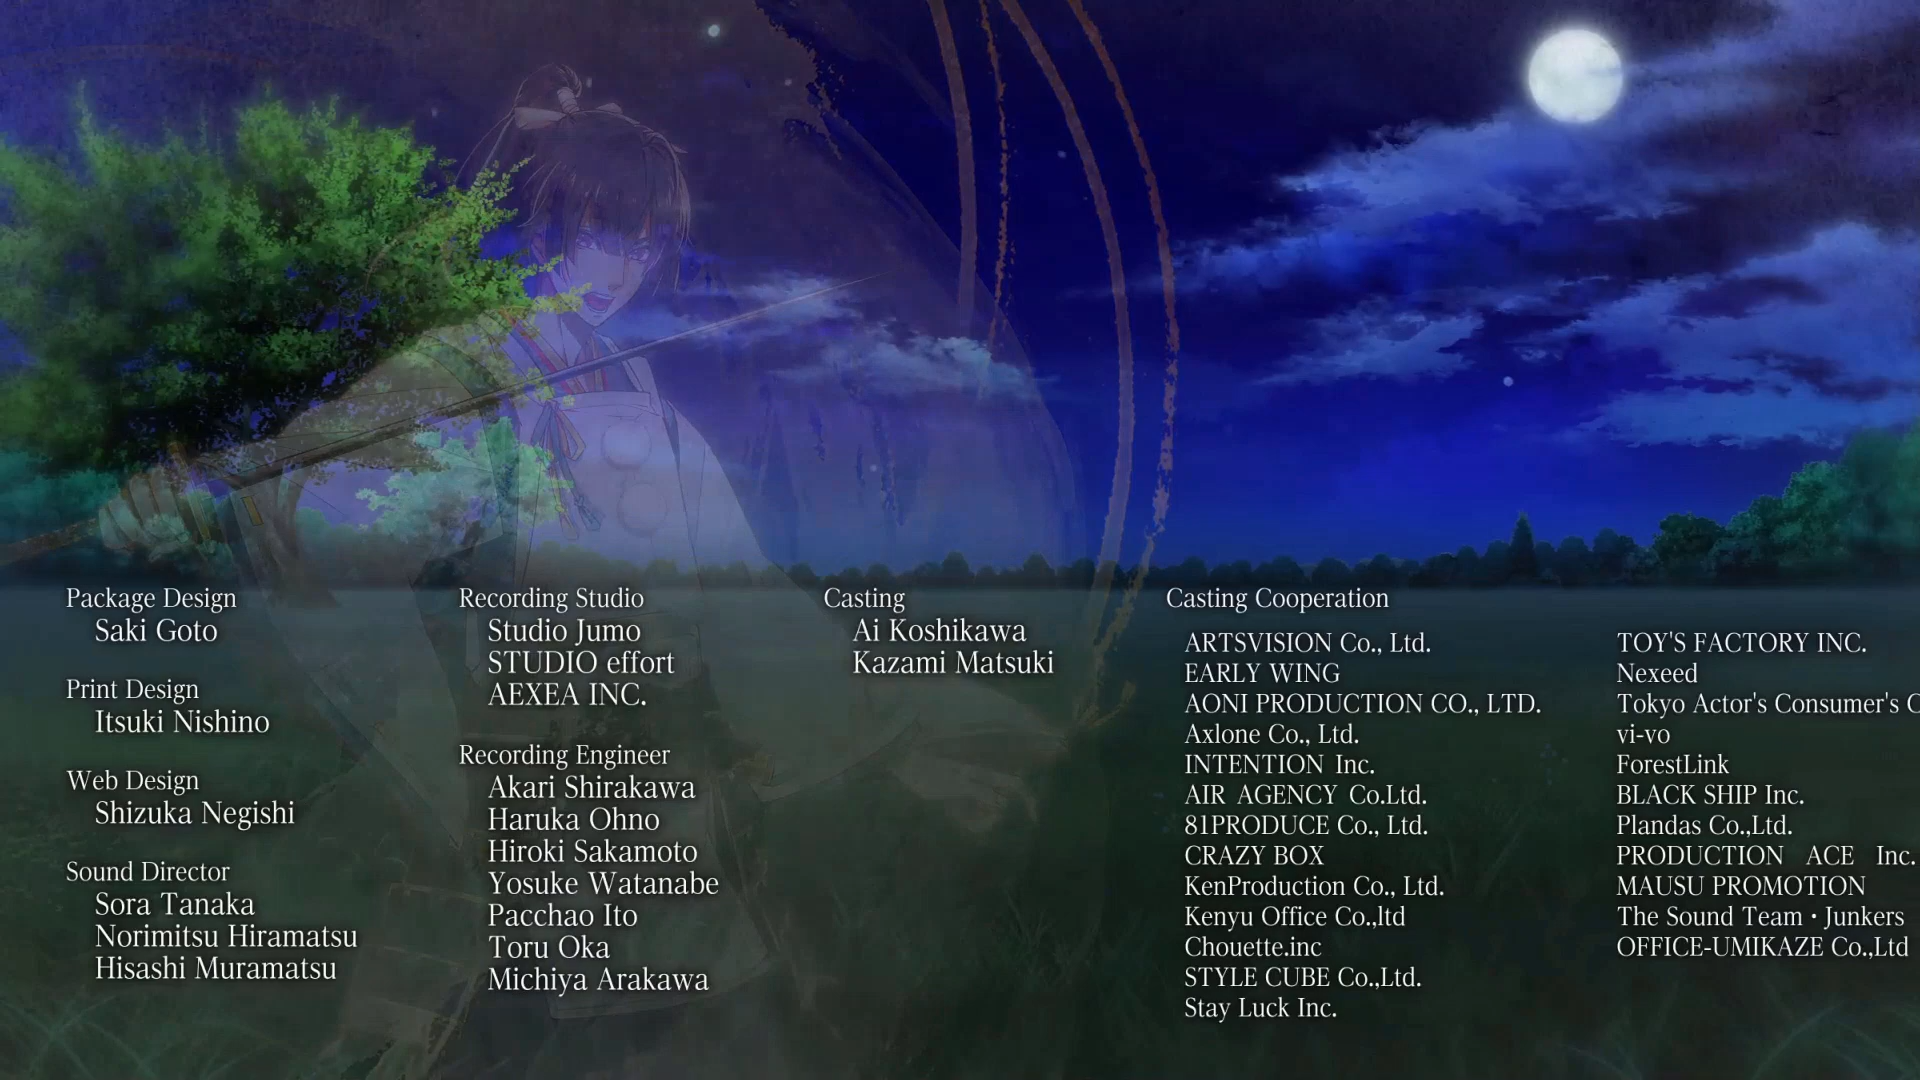 Package Design
Saki Goto
Print Design
Itsuki Nishino
Web Design
Shizuka Negishi
Sound Director
Sora Tanaka
Norimitsu Hiramatsu
Hisashi Muramatsu
Recording Studio
Studio Jumo
STUDIO effort
AEXEA INC.
Recording Engineer
Akari Shirakawa
Haruka Ohno
Hiroki Sakamoto
Yosuke Watanabe
Pacchao Ito
Toru Oka
Michiya Arakawa
Casting
Ai Koshikawa
Kazami Matsuki
Casting Cooperation
ARTSVISION Co., Ltd.
EARLY WING
AONI PRODUCTION CO., LTD.
Axlone Co., Ltd.
INTENTION Inc.
AIR AGENCY Co.Ltd.
81PRODUCE Co., Ltd.
CRAZY BOX
KenProduction Co., Ltd.
Kenyu Office Co.,ltd
Chouette.inc
STYLE CUBE Co.,Ltd.
Stay Luck Inc.
TOY'S FACTORY INC.
Nexeed
Tokyo Actor's Consumer's
vi-vo
ForestLink
BLACK SHIP Inc.
Plandas Co.,Ltd.
PRODUCTION ACE Inc.
MAUSU PROMOTION
The Sound Team・Junkers
OFFICE-UMIKAZE Co.,Ltd